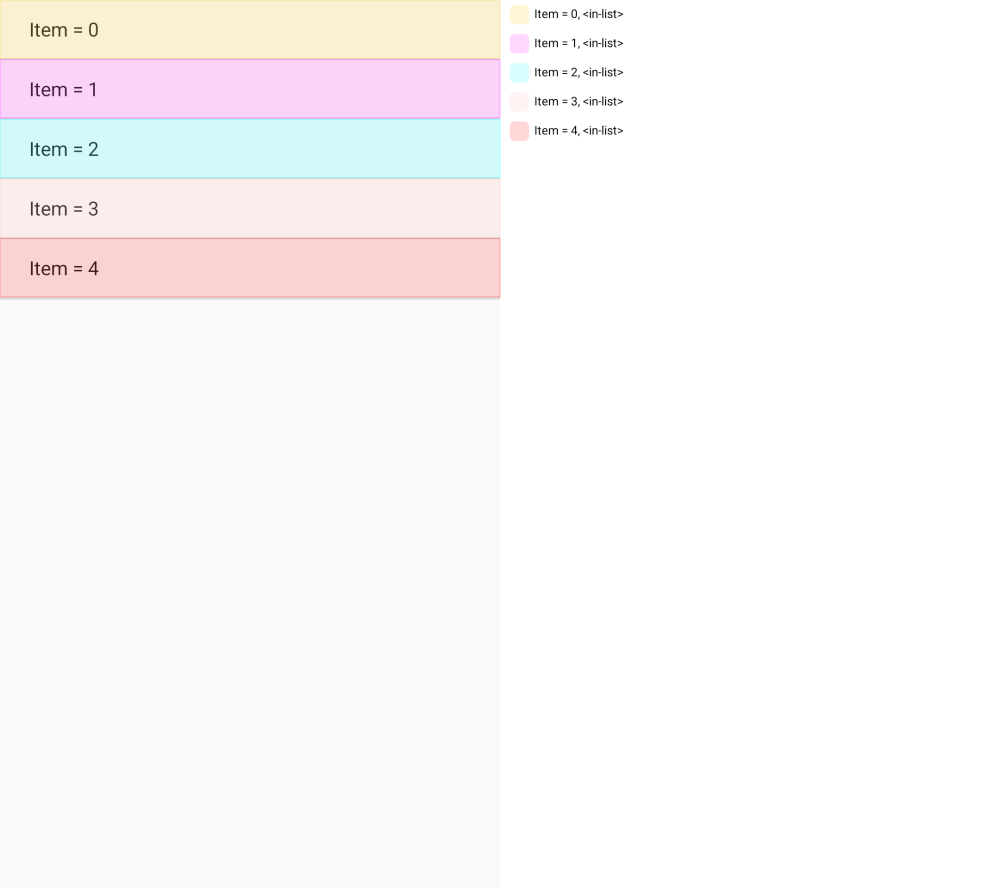 Item = 0
Item = 1
Item = 2
Item = 3
Item = 4
Item = 0, <in-list>
Item = 1, <in-list>
Item = 2, <in-list>
Item = 3, <in-list>
Item = 4, <in-list>